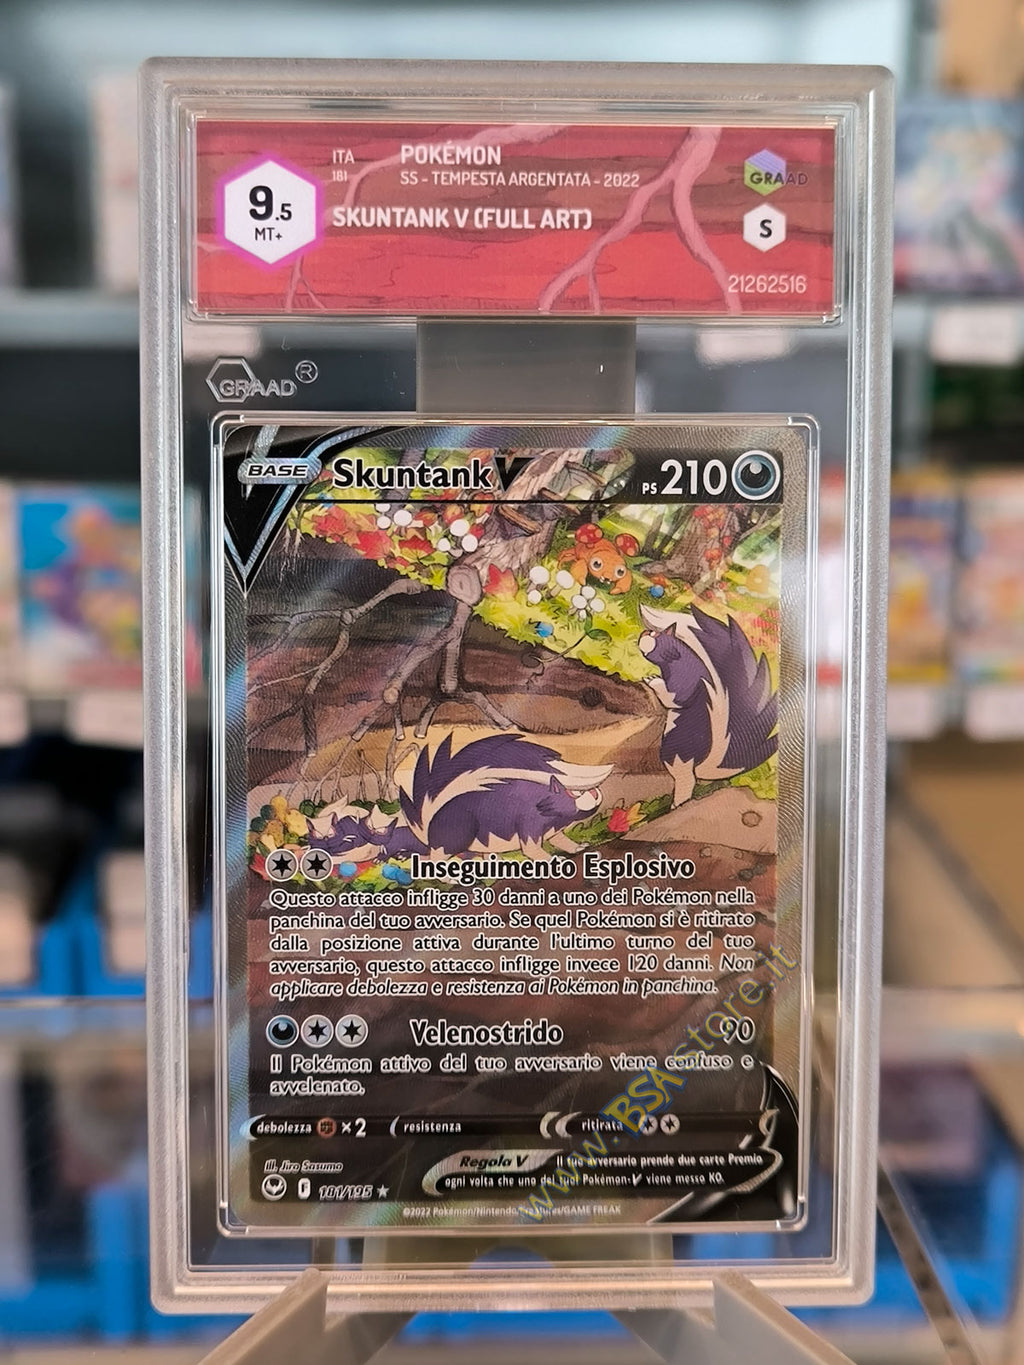 9.5
MT+
ITA
181
POKÉMON
SS - TEMPESTA ARGENTATA - 2022
SKUNTANK V (FULL ART)
GRAAD
S
21262516
GRAAD®
BASE
Skuntank V
PS 210
Inseguimento Esplosivo
Questo attacco infligge 30 danni a uno dei Pokémon nella
panchina del tuo avversario. Se quel Pokémon si è ritirato
dalla posizione attiva durante l'ultimo turno del tuo
avversario, questo attacco infligge invece 120 danni. Non
applicare debolezza e resistenza ai Pokémon in panchina.
Velenostrido 90
Il Pokémon attivo del tuo avversario viene confuso e
avvelenato.
debolezza ×2 resistenza ritirata
Regola V Il tuo avversario prende due carte Premio
ogni volta che uno dei tuoi Pokémon-V viene messo KO.
Ill. Jiro Sasumo
F 181/195 ★
©2022 Pokémon/Nintendo/Creatures/GAME FREAK
www.BSA-store.it